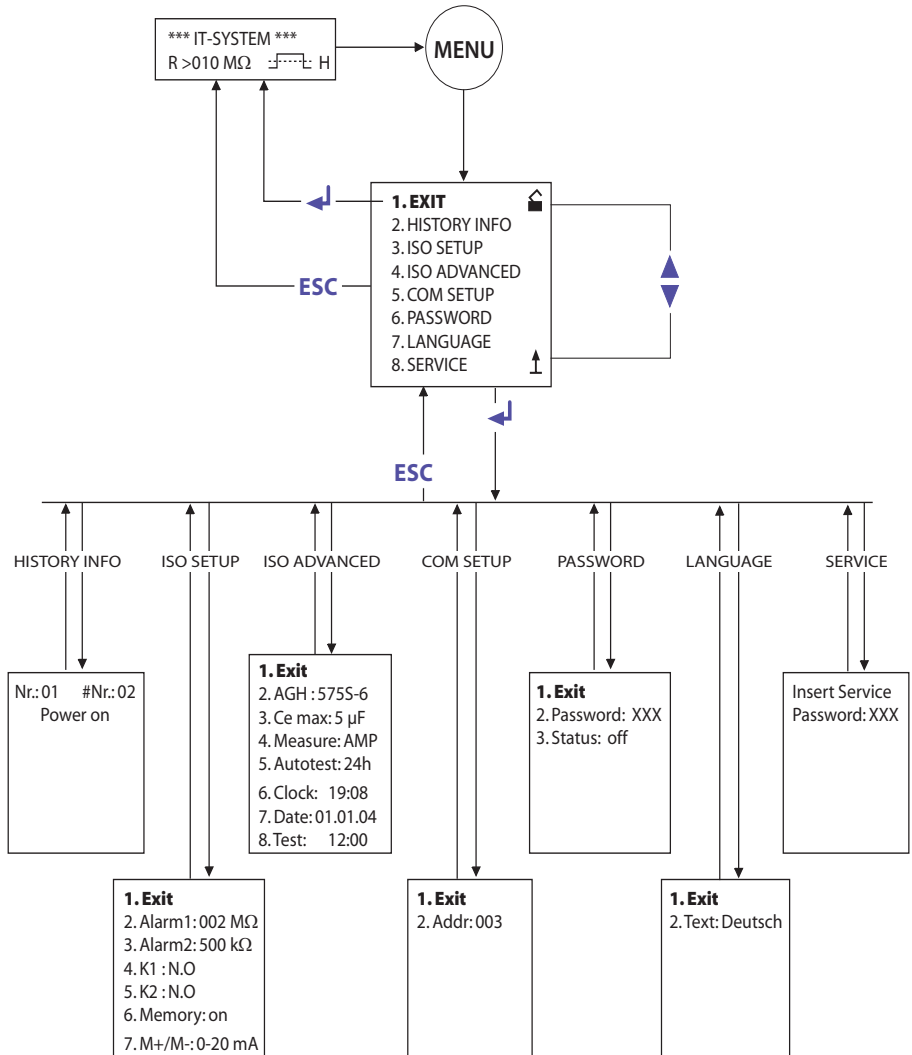 *** IT-SYSTEM ***
R >010 MΩ H
MENU
1. EXIT
2. HISTORY INFO
3. ISO SETUP
4. ISO ADVANCED
5. COM SETUP
6. PASSWORD
7. LANGUAGE
8. SERVICE
ESC
ESC
HISTORY INFO
ISO SETUP
ISO ADVANCED
COM SETUP
PASSWORD
LANGUAGE
SERVICE
Nr.: 01 #Nr.: 02
Power on
1. Exit
2. AGH : 575S-6
3. Ce max: 5 µF
4. Measure: AMP
5. Autotest: 24h
6. Clock: 19:08
7. Date: 01.01.04
8. Test: 12:00
1. Exit
2. Password: XXX
3. Status: off
Insert Service
Password: XXX
1. Exit
2. Alarm1: 002 MΩ
3. Alarm2: 500 kΩ
4. K1 : N.O
5. K2 : N.O
6. Memory: on
7. M+/M-: 0-20 mA
1. Exit
2. Addr: 003
1. Exit
2. Text: Deutsch